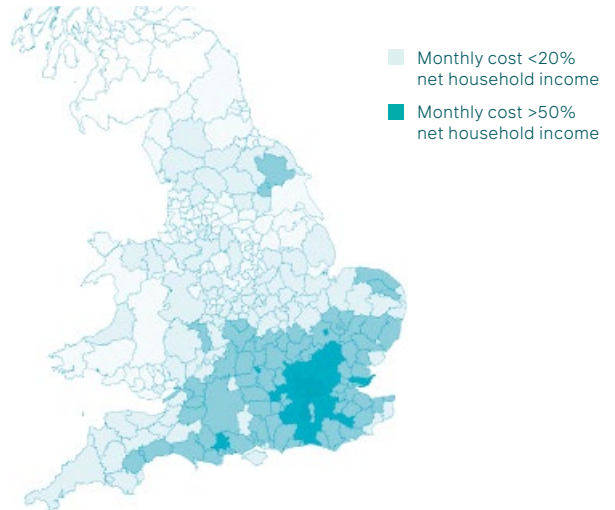 Monthly cost <20%
net household income
Monthly cost >50%
net household income